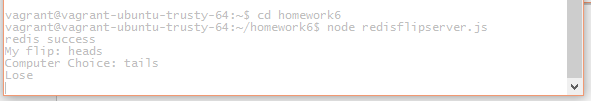 vagrant@vagrant-ubuntu-trusty-64:~$ cd homework6
vagrant@vagrant-ubuntu-trusty-64:~/homework6$ node redisflipserver.js
redis success
My flip: heads
Computer Choice: tails
Lose